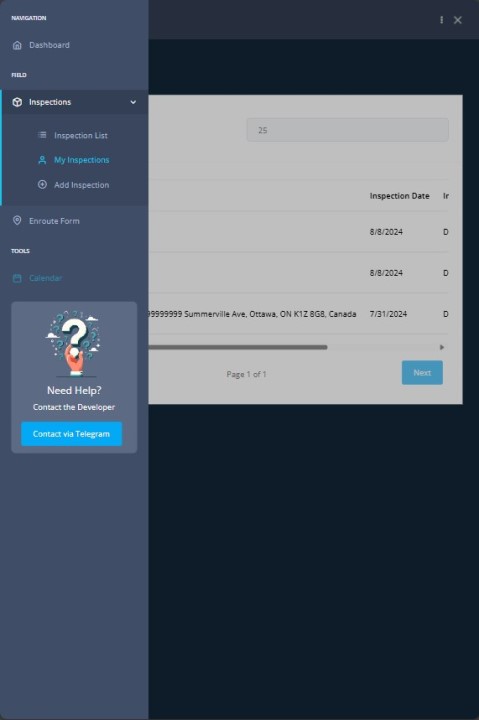 NAVIGATION
Dashboard
FIELD
Inspections
Inspection List
My Inspections
Add Inspection
Enroute Form
TOOLS
Calendar
Need Help?
Contact the Developer
Contact via Telegram
25
Inspection Date Ir
8/8/2024 D
8/8/2024 D
99999999 Summerville Ave, Ottawa, ON K1Z 8G8, Canada 7/31/2024 D
Page 1 of 1
Next